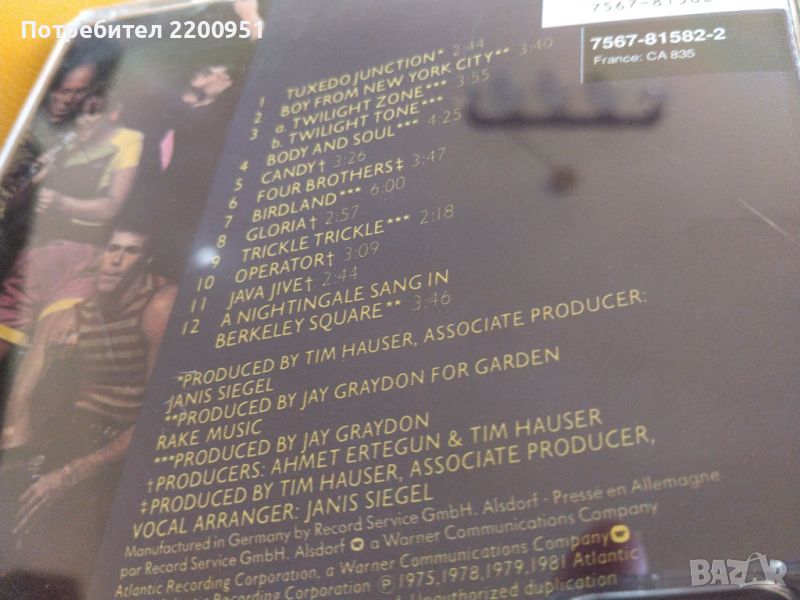 Потребител 2200951
7567-81582-2
France: CA 835
1 TUXEDO JUNCTION* 2:44
2 BOY FROM NEW YORK CITY** 3:40
3 a. TWILIGHT ZONE*** 3:55
b. TWILIGHT TONE***
4 BODY AND SOUL*** 4:25
5 CANDY† 3:26
6 FOUR BROTHERS‡ 3:47
7 BIRDLAND*** 6:00
8 GLORIA† 2:57
9 TRICKLE TRICKLE*** 2:18
10 OPERATOR† 3:09
11 JAVA JIVE† 2:44
12 A NIGHTINGALE SANG IN
BERKELEY SQUARE** 3:46
*PRODUCED BY TIM HAUSER, ASSOCIATE PRODUCER:
JANIS SIEGEL
**PRODUCED BY JAY GRAYDON FOR GARDEN
RAKE MUSIC
***PRODUCED BY JAY GRAYDON
†PRODUCERS: AHMET ERTEGUN & TIM HAUSER
‡PRODUCED BY TIM HAUSER, ASSOCIATE PRODUCER,
VOCAL ARRANGER: JANIS SIEGEL
Manufactured in Germany by Record Service GmbH. Alsdorf · Pressé en Allemagne
par Record Service GmbH. Alsdorf a Warner Communications Company
Atlantic Recording Corporation, a Warner Communications Company
Atlantic Recording Corporation ℗ 1975, 1978, 1979, 1981 Atlantic
Unauthorized duplication
BAZAR
bg